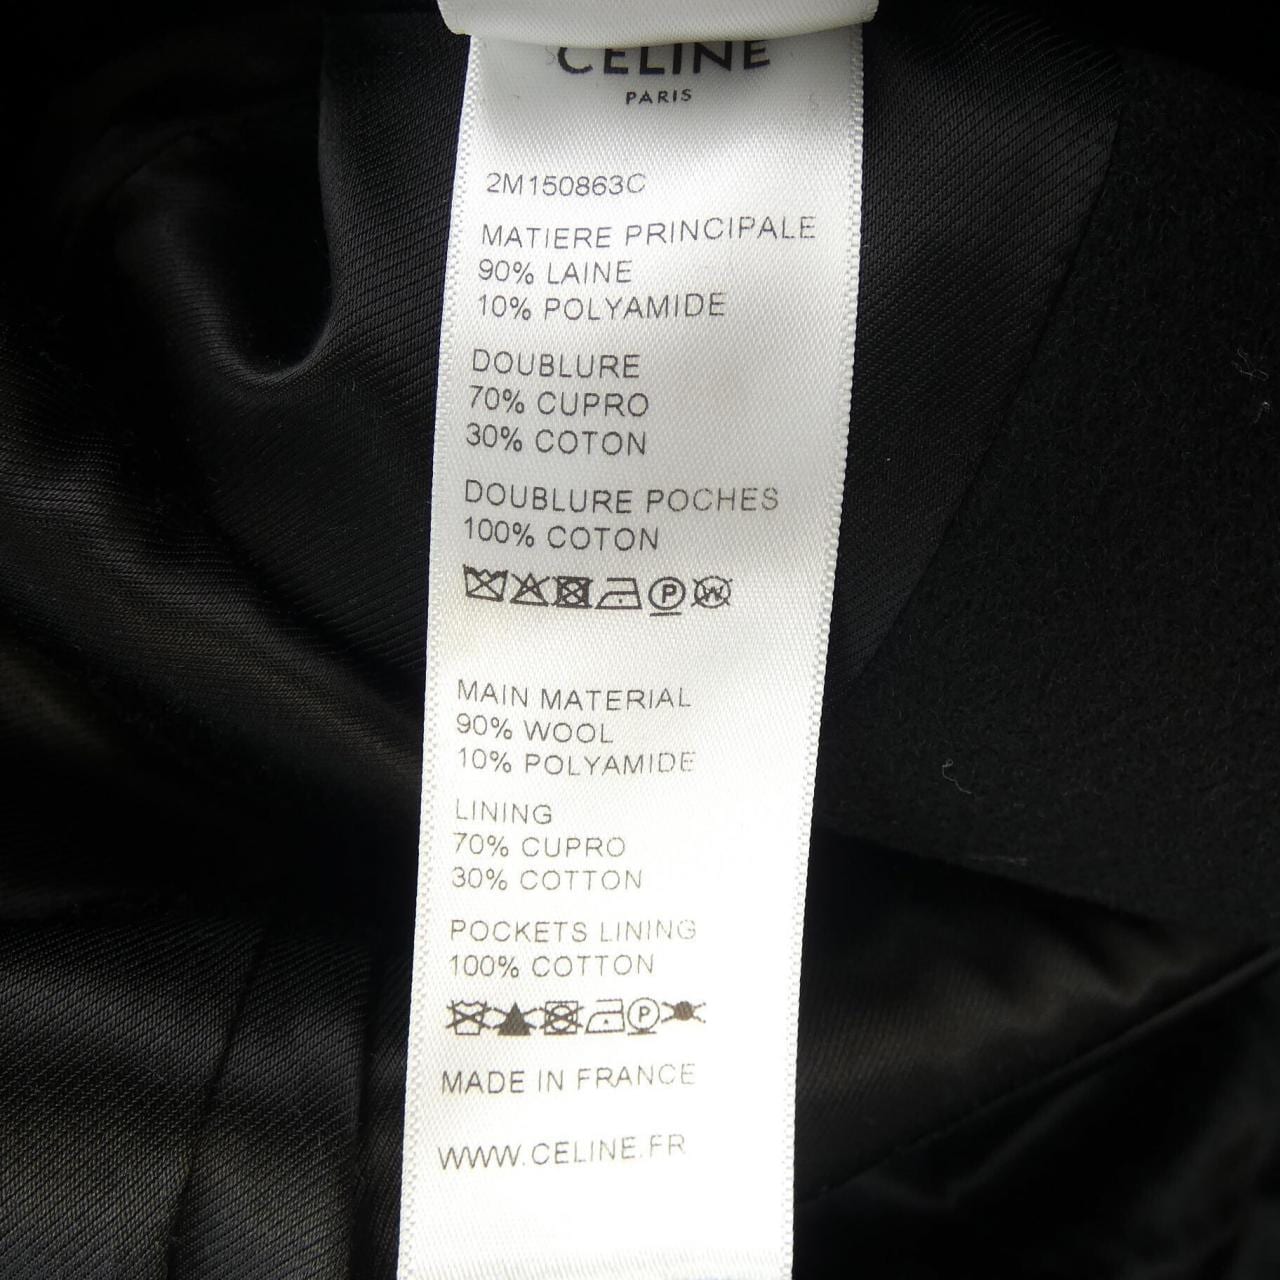 CELINE
PARIS
2M150863C
MATIERE PRINCIPALE
90% LAINE
10% POLYAMIDE
DOUBLURE
70% CUPRO
30% COTON
DOUBLURE POCHES
100% COTON
P W
MAIN MATERIAL
90% WOOL
10% POLYAMIDE
LINING
70% CUPRO
30% COTTON
POCKETS LINING
100% COTTON
P
MADE IN FRANCE
WWW.CELINE.FR